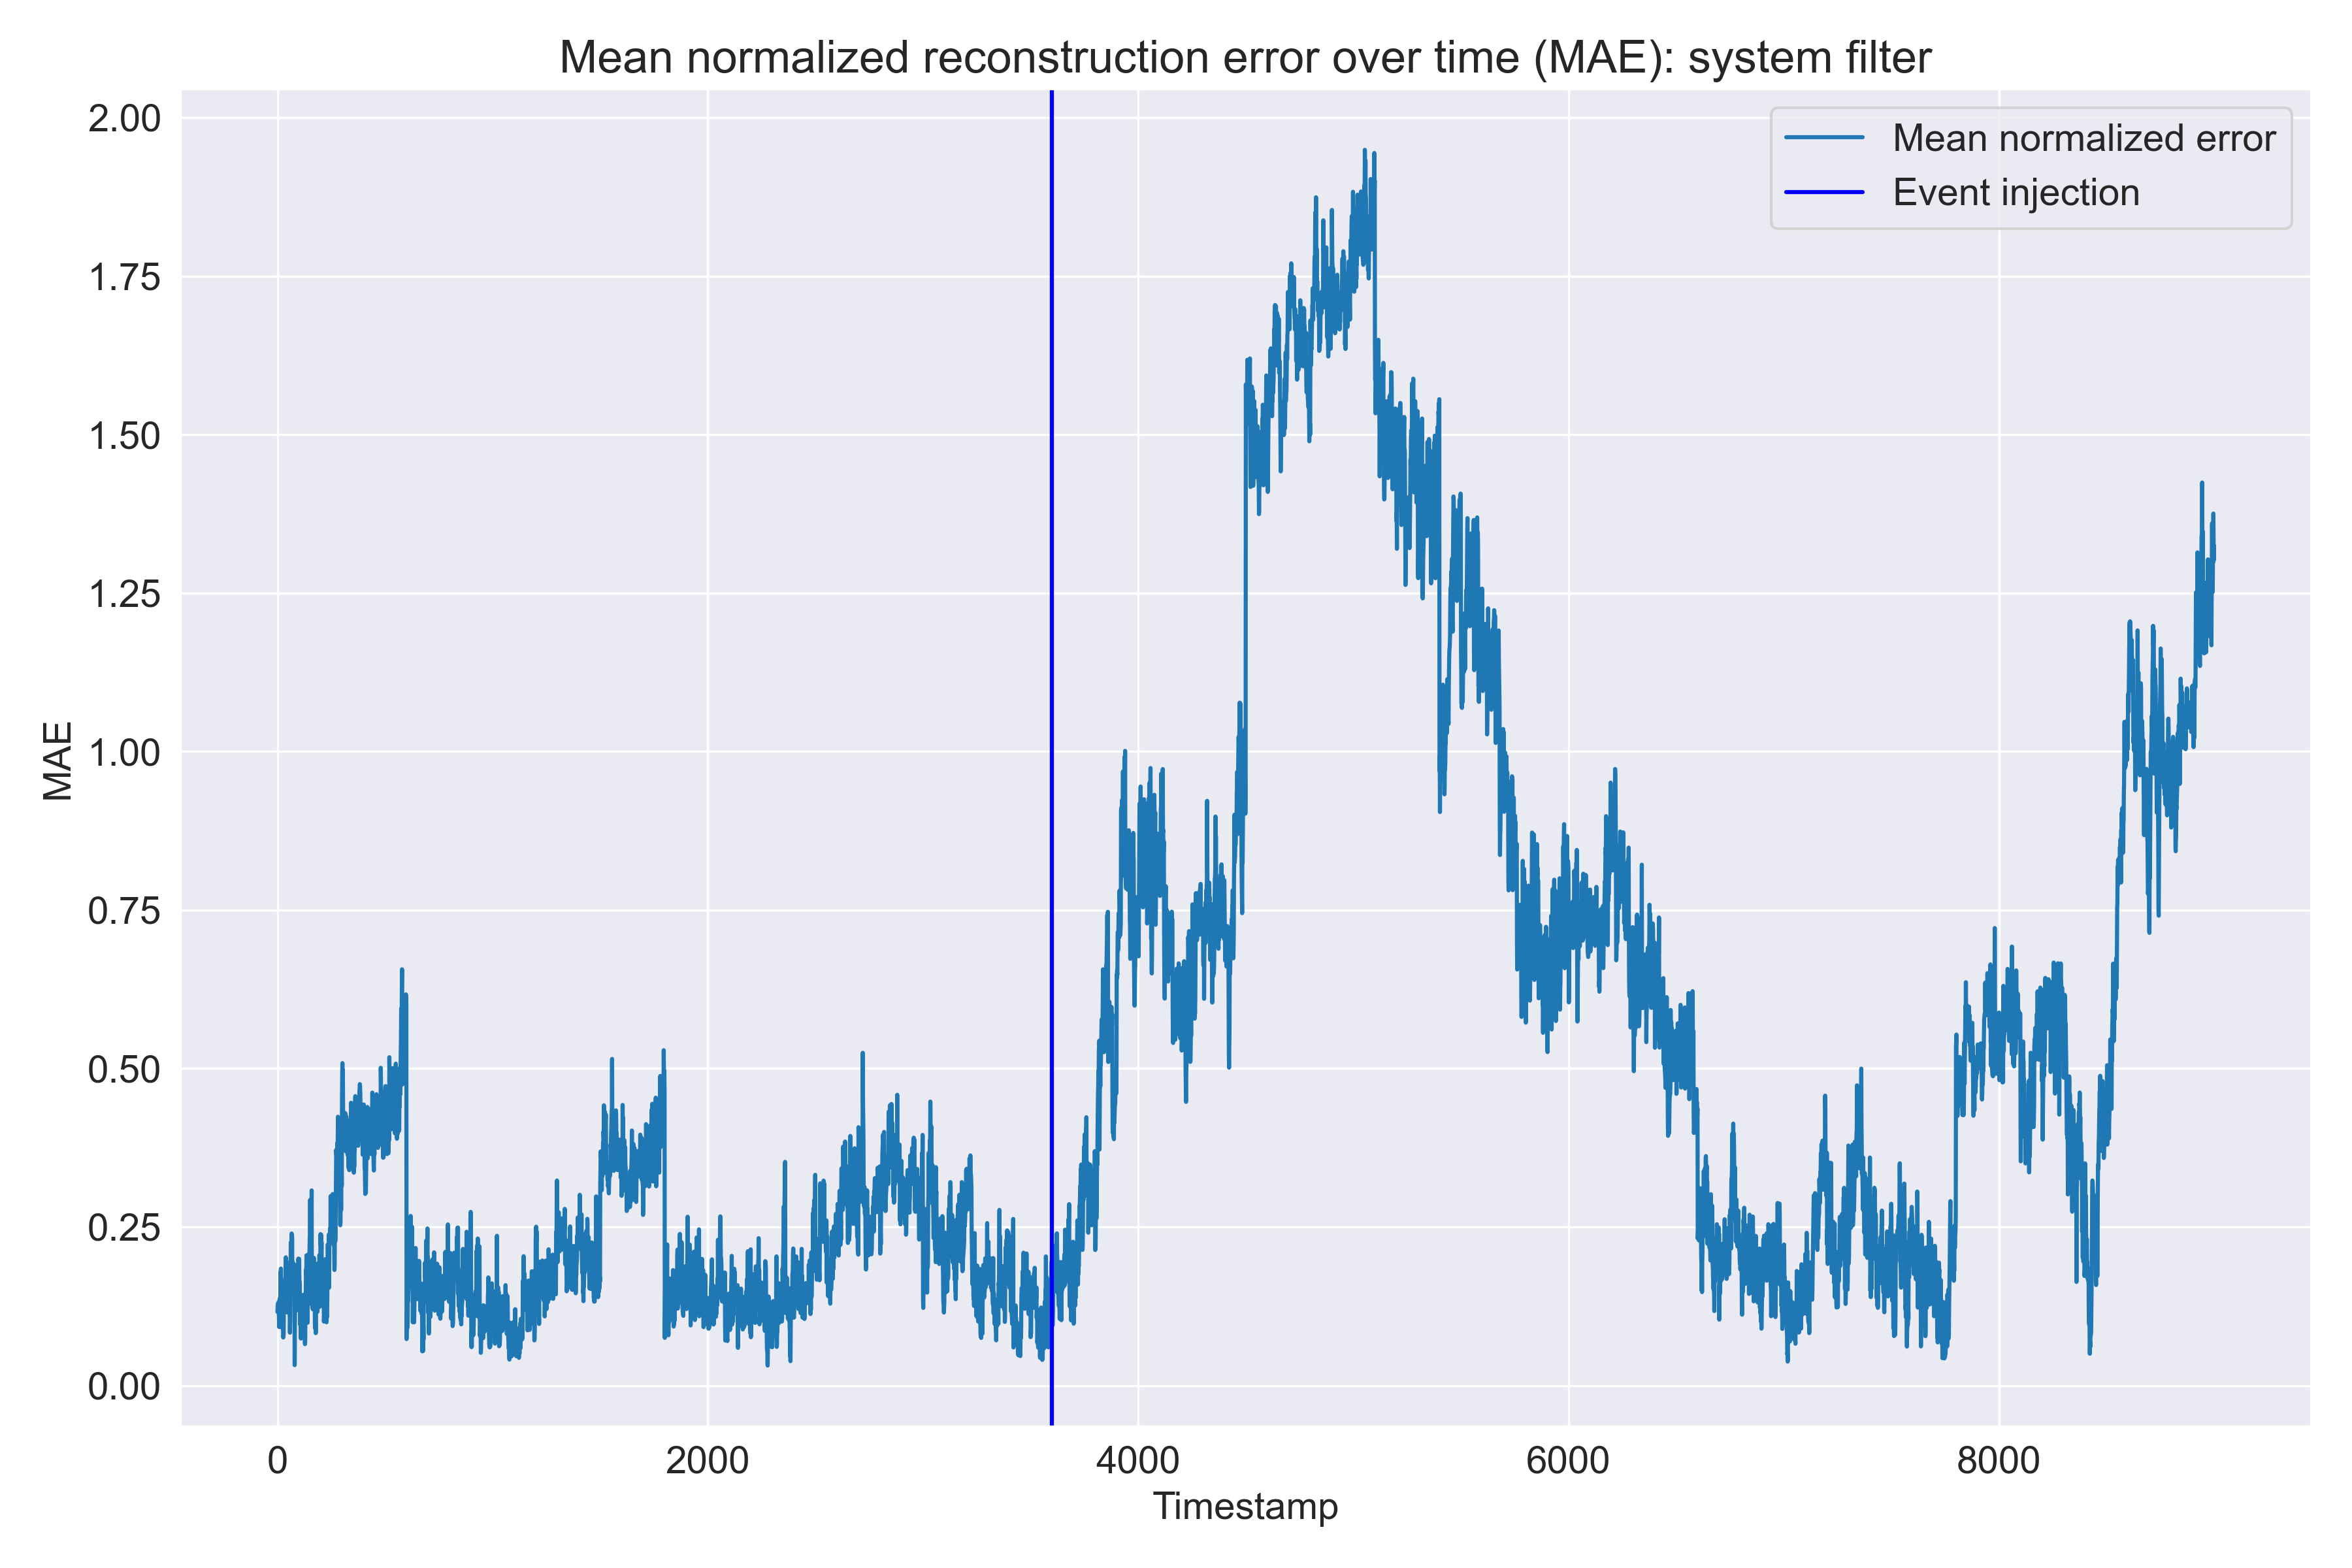 Mean normalized reconstruction error over time (MAE): system filter
Mean normalized error
Event injection
2.00
1.75
1.50
1.25
1.00
0.75
0.50
0.25
0.00
MAE
0 2000 4000 6000 8000
Timestamp